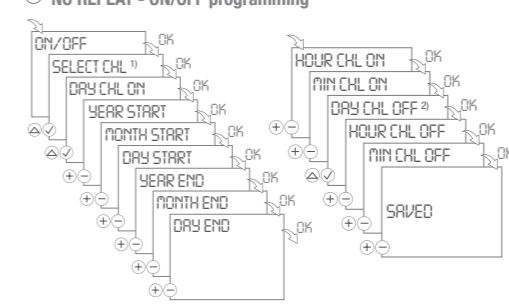 NO REPEAT - ON/OFF programming
ON/OFF
OK
SELECT CHL 1)
DAY CHL ON
OK
YEAR START
OK
MONTH START
OK
DAY START
OK
YEAR END
OK
MONTH END
OK
DAY END
OK
HOUR CHL ON
OK
MIN CHL ON
OK
DAY CHL OFF 2)
OK
HOUR CHL OFF
OK
MIN CHL OFF
OK
SAVED